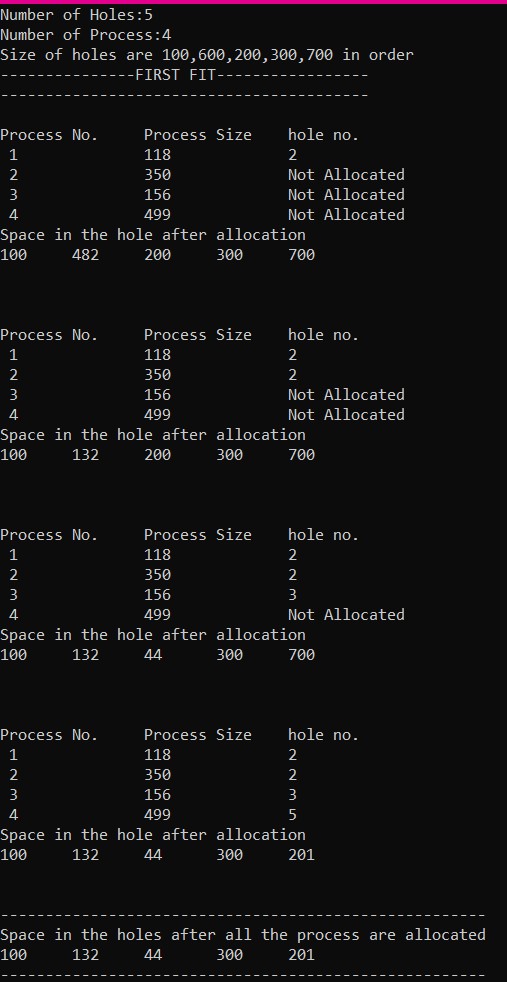 Number of Holes:5
Number of Process:4
Size of holes are 100,600,200,300,700 in order
---------------FIRST FIT-----------------
-----------------------------------------
Process No.     Process Size    hole no.
 1              118             2
 2              350             Not Allocated
 3              156             Not Allocated
 4              499             Not Allocated
Space in the hole after allocation
100     482     200     300     700
Process No.     Process Size    hole no.
 1              118             2
 2              350             2
 3              156             Not Allocated
 4              499             Not Allocated
Space in the hole after allocation
100     132     200     300     700
Process No.     Process Size    hole no.
 1              118             2
 2              350             2
 3              156             3
 4              499             Not Allocated
Space in the hole after allocation
100     132     44      300     700
Process No.     Process Size    hole no.
 1              118             2
 2              350             2
 3              156             3
 4              499             5
Space in the hole after allocation
100     132     44      300     201
------------------------------------------------------
Space in the holes after all the process are allocated
100     132     44      300     201
------------------------------------------------------